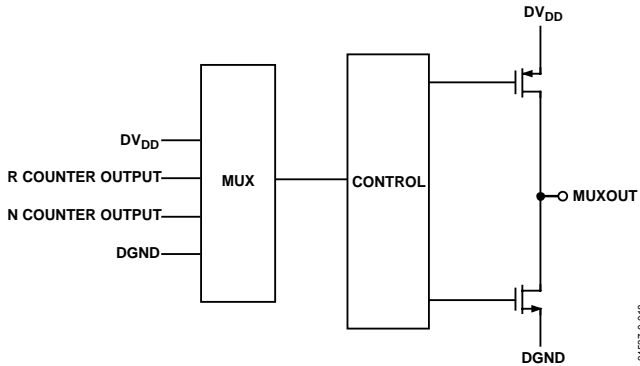 DVDD
DVDD
R COUNTER OUTPUT
N COUNTER OUTPUT
DGND
MUX
CONTROL
MUXOUT
DGND